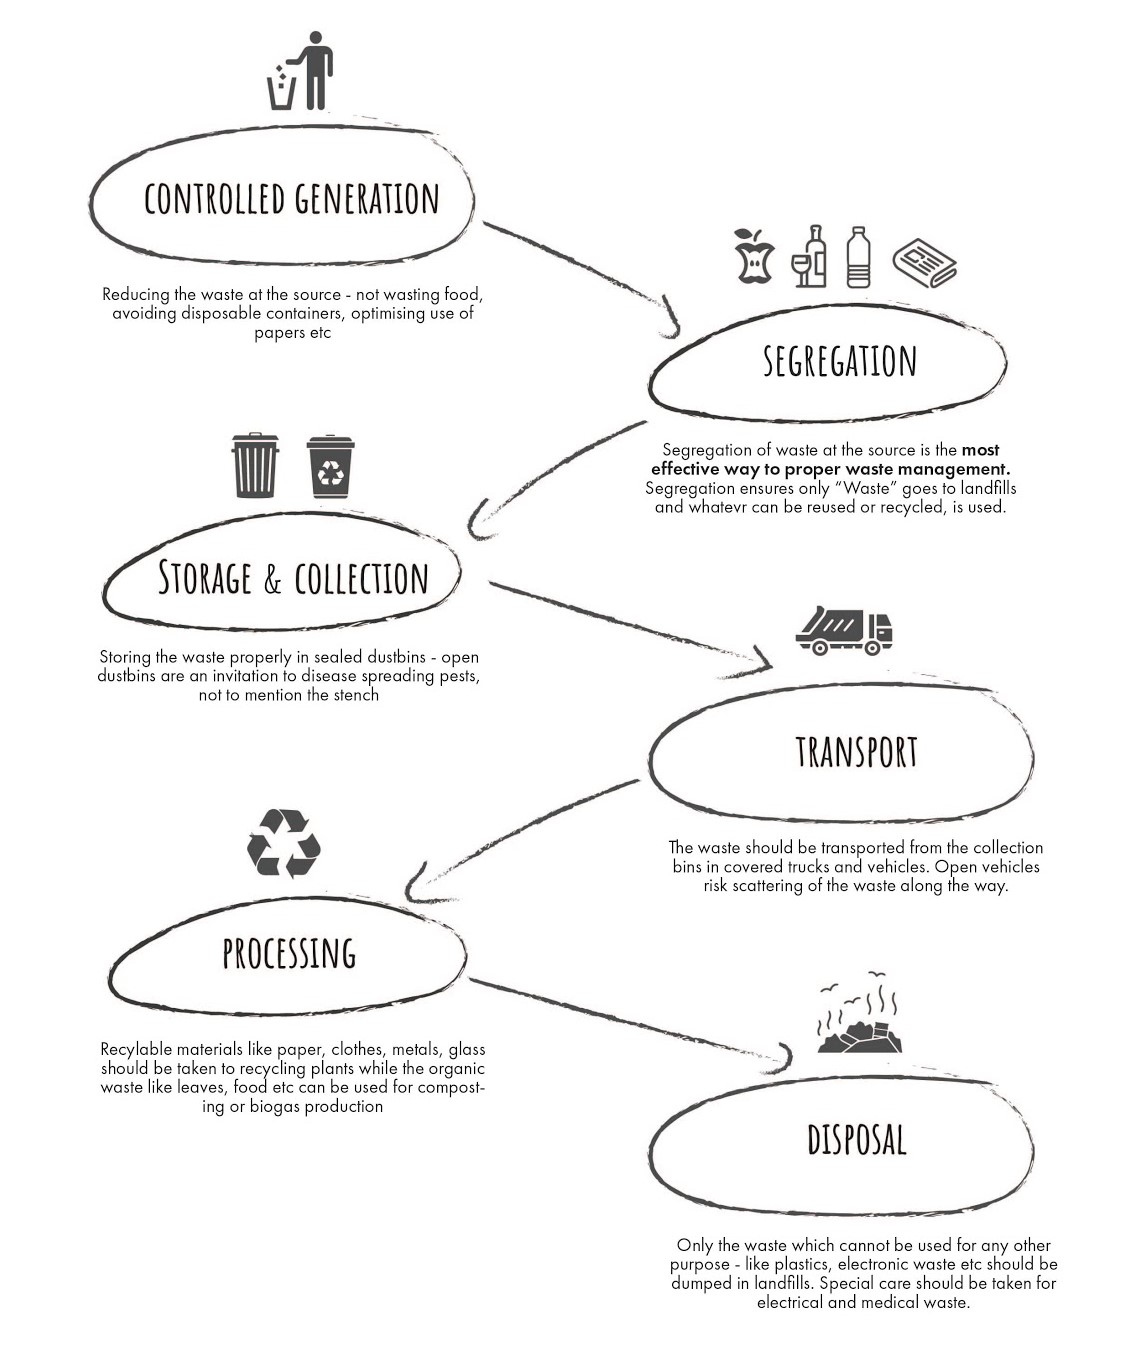 CONTROLLED GENERATION
Reducing the waste at the source - not wasting food,
avoiding disposable containers, optimising use of
papers etc
SEGREGATION
Segregation of waste at the source is the most
effective way to proper waste management.
Segregation ensures only “Waste” goes to landfills
and whatevr can be reused or recycled, is used.
STORAGE & COLLECTION
Storing the waste properly in sealed dustbins - open
dustbins are an invitation to disease spreading pests,
not to mention the stench
TRANSPORT
The waste should be transported from the collection
bins in covered trucks and vehicles. Open vehicles
risk scattering of the waste along the way.
PROCESSING
Recylable materials like paper, clothes, metals, glass
should be taken to recycling plants while the organic
waste like leaves, food etc can be used for compost-
ing or biogas production
DISPOSAL
Only the waste which cannot be used for any other
purpose - like plastics, electronic waste etc should be
dumped in landfills. Special care should be taken for
electrical and medical waste.